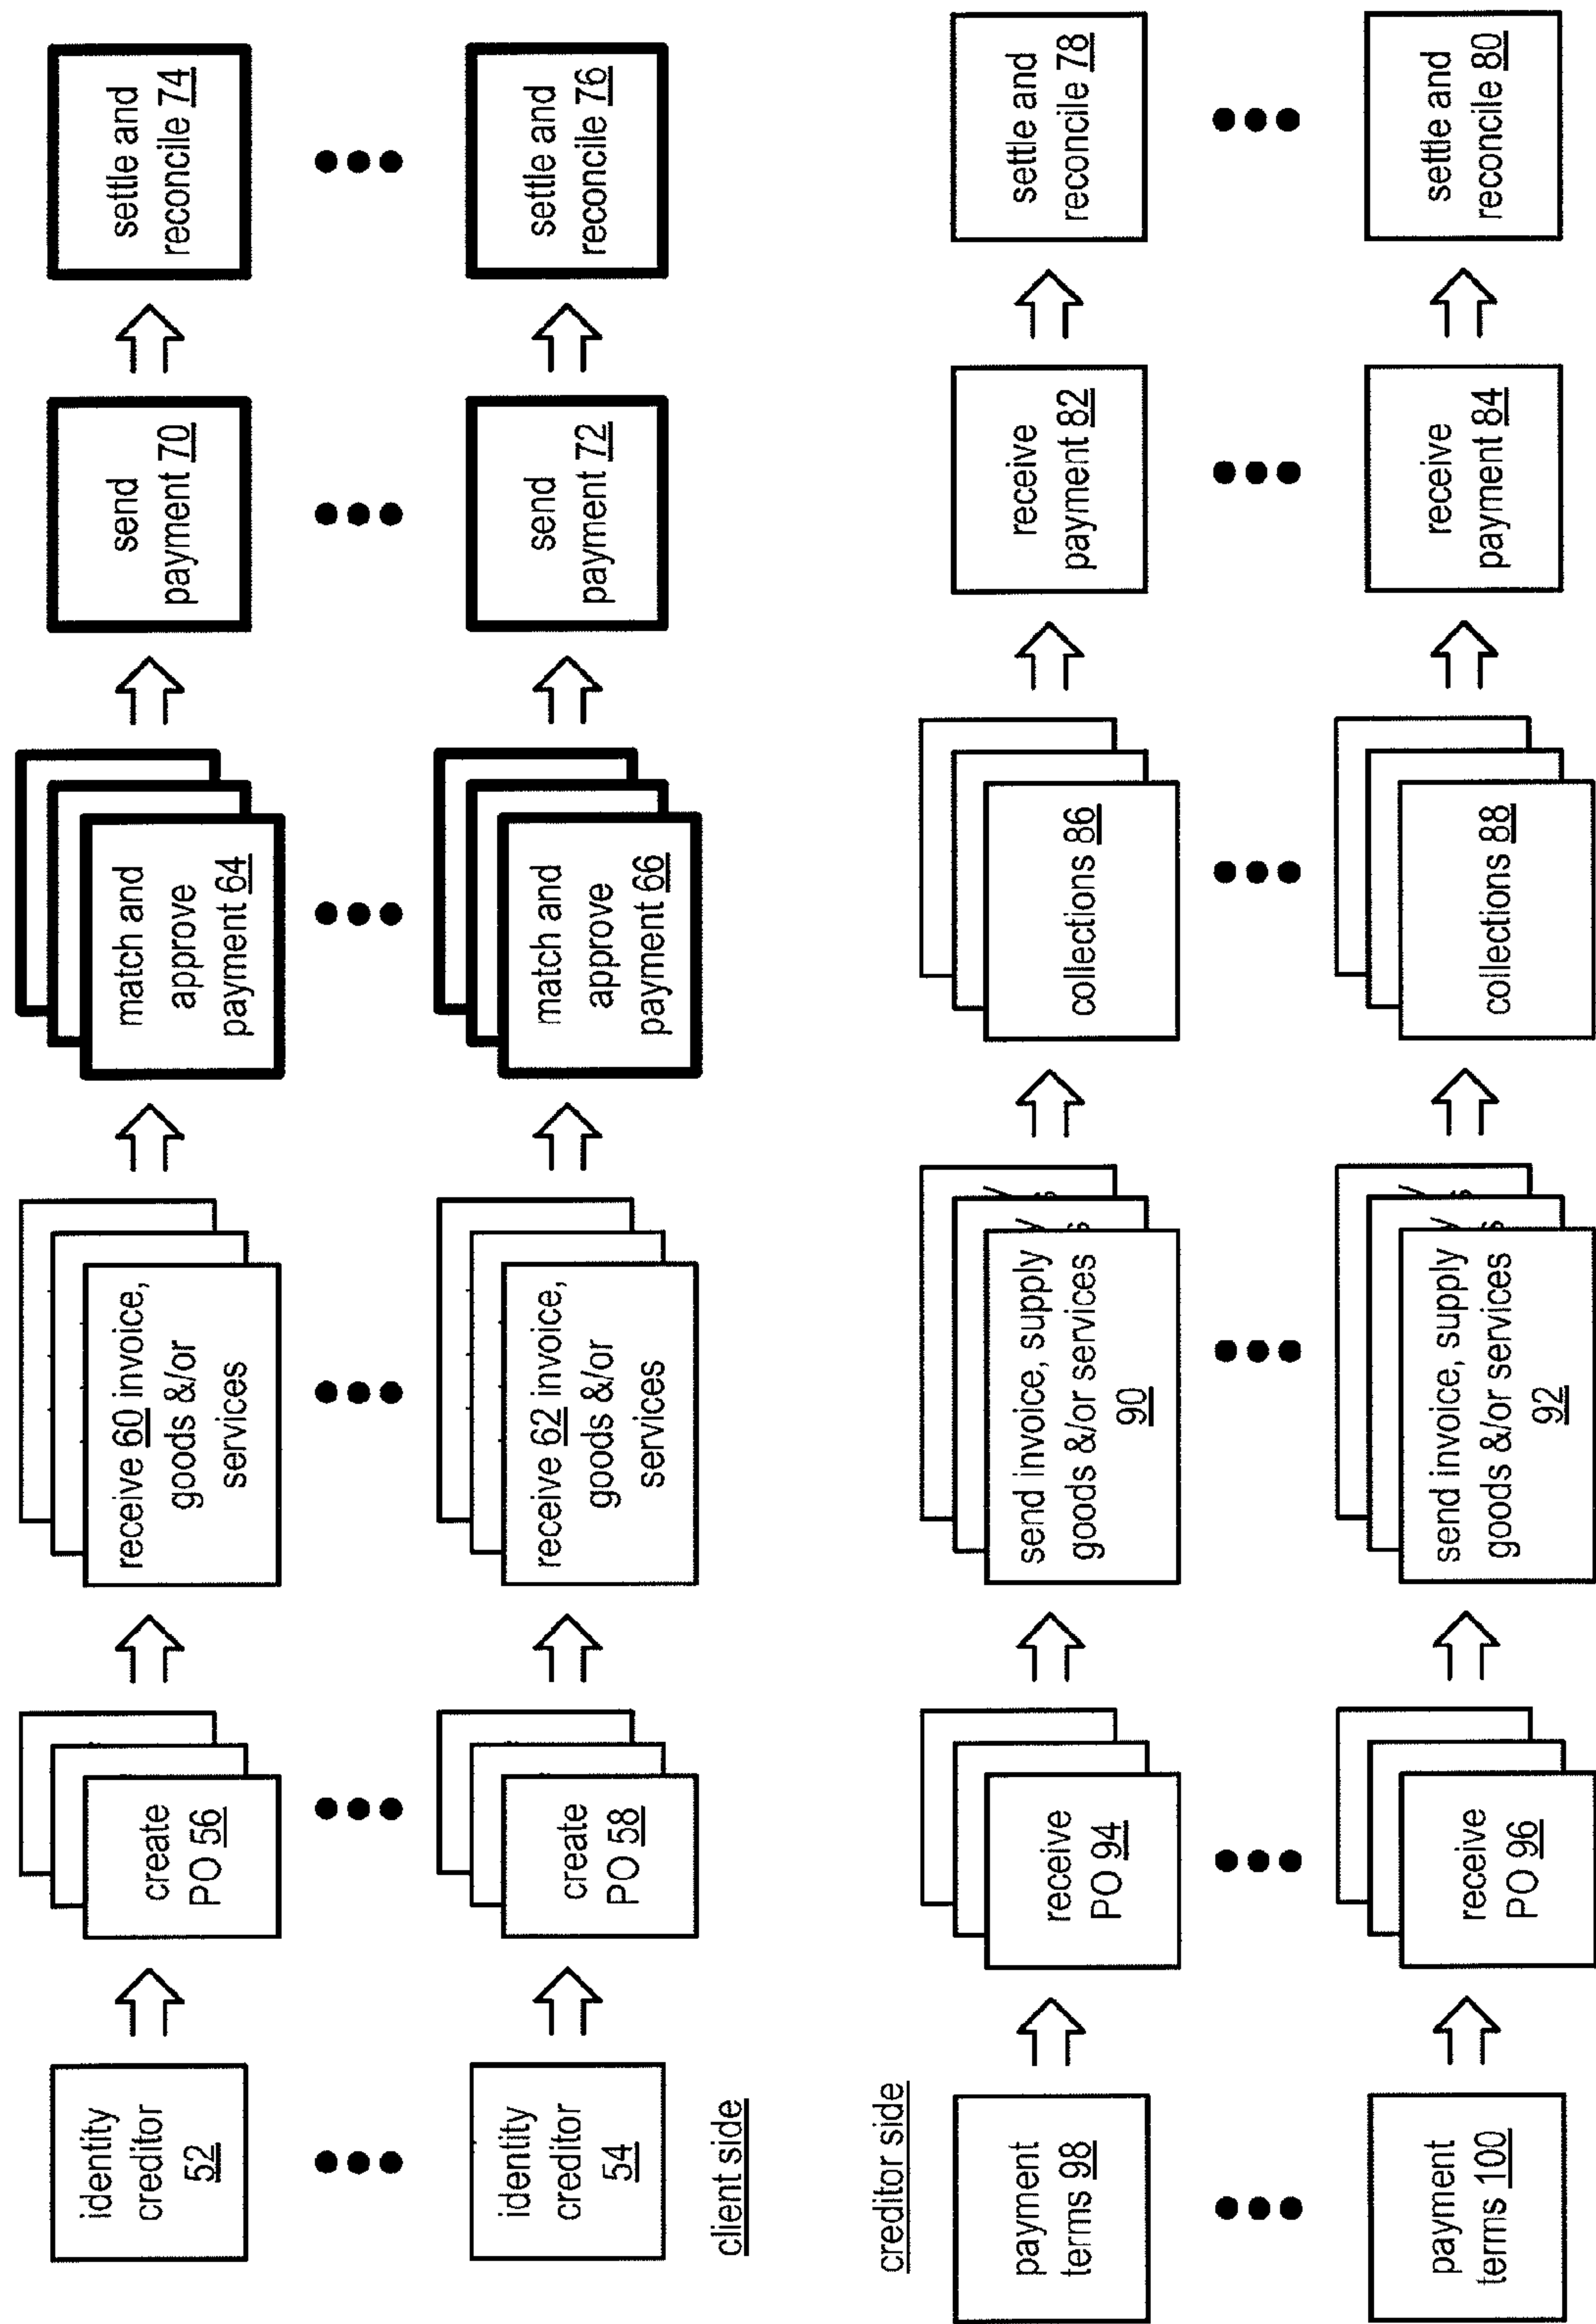 identity
creditor
52
create
PO 56
receive 60 invoice,
goods &/or
services
match and
approve
payment 64
send
payment 70
settle and
reconcile 74
identity
creditor
54
create
PO 58
receive 62 invoice,
goods &/or
services
match and
approve
payment 66
send
payment 72
settle and
reconcile 76
client side
creditor side
payment
terms 98
receive
PO 94
send invoice, supply
goods &/or services
90
collections 86
receive
payment 82
settle and
reconcile 78
payment
terms 100
receive
PO 96
send invoice, supply
goods &/or services
92
collections 88
receive
payment 84
settle and
reconcile 80